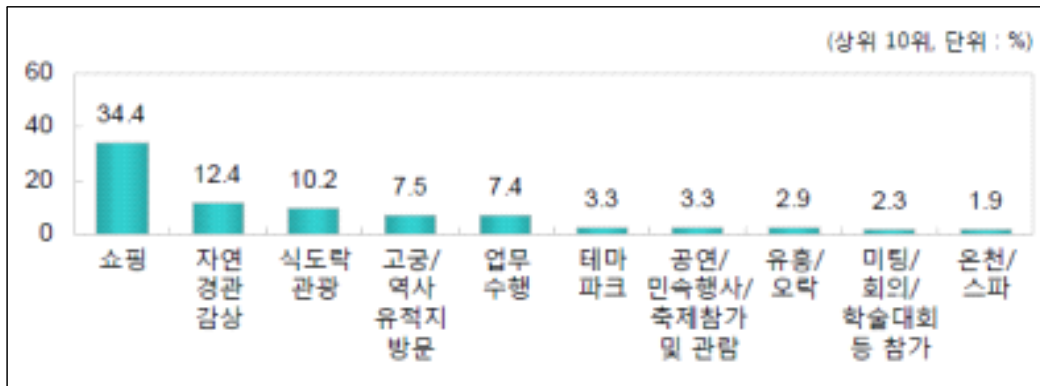 (상위 10위, 단위 : %)
60
40
20
0
34.4
12.4
10.2
7.5
7.4
3.3
3.3
2.9
2.3
1.9
쇼핑
자연
경관
감상
식도락
관광
고궁/
역사
유적지
방문
업무
수행
테마
파크
공연/
민속행사/
축제참가
및 관람
유흥/
오락
미팅/
회의/
학술대회
등 참가
온천/
스파